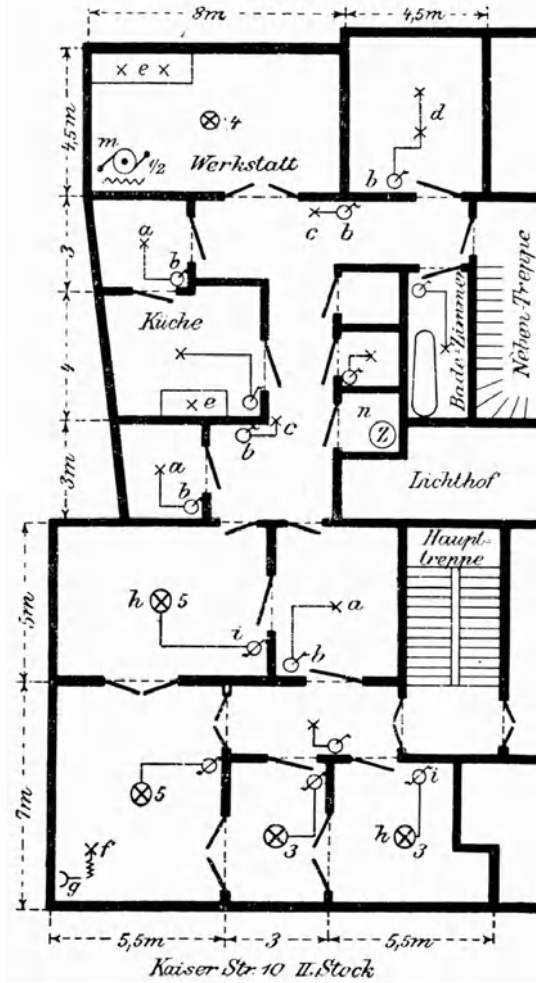 8m 4,5m
e
4 d
4,5m
m 1/2
Werkstatt b
c b
3 a
b
Küche
Bade-Zimmer
Neben-Treppe
4
e n
c Z
b
3m a
b Lichthof
Haupt-
treppe
5m h 5 a
i b
7m 5 i
3 h 3
f
g
5,5m 3 5,5m
Kaiser Str. 10 II. Stock